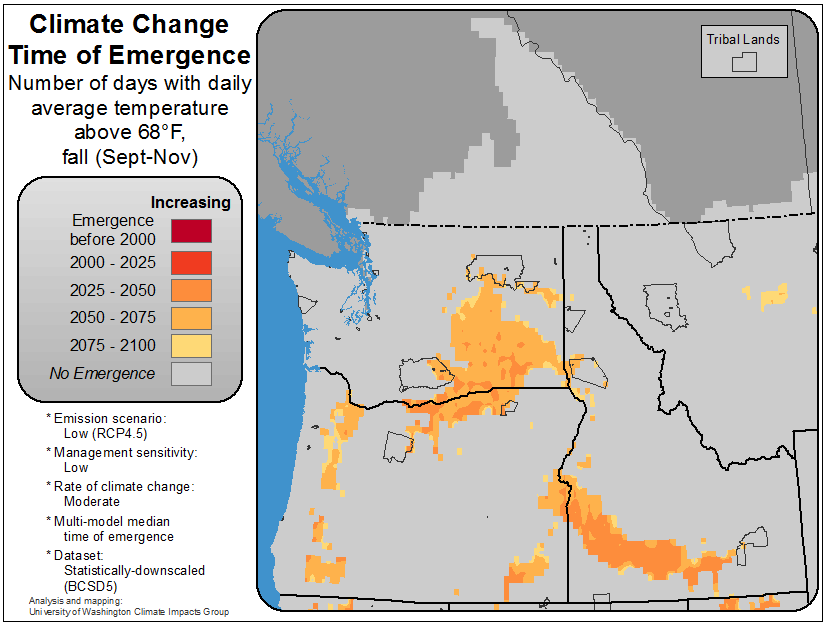 Climate Change
Time of Emergence
Number of days with daily
average temperature
above 68°F,
fall (Sept-Nov)
Increasing
Emergence
before 2000
2000 - 2025
2025 - 2050
2050 - 2075
2075 - 2100
No Emergence
* Emission scenario:
Low (RCP4.5)
* Management sensitivity:
Low
* Rate of climate change:
Moderate
* Multi-model median
time of emergence
* Dataset:
Statistically-downscaled
(BCSD5)
Analysis and mapping:
University of Washington Climate Impacts Group
Tribal Lands